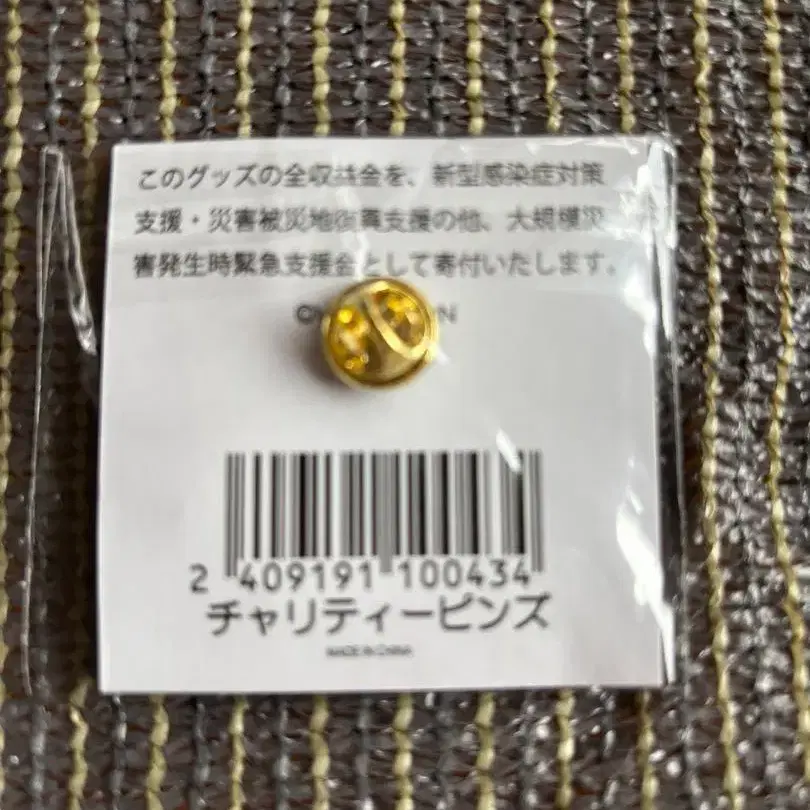 このグッズの全収益金を、新型感染症対策
支援・災害被災地復興支援の他、大規模災
害発生時緊急支援金として寄付いたします。
2 409191 100434
チャリティーピンズ
MADE IN CHINA